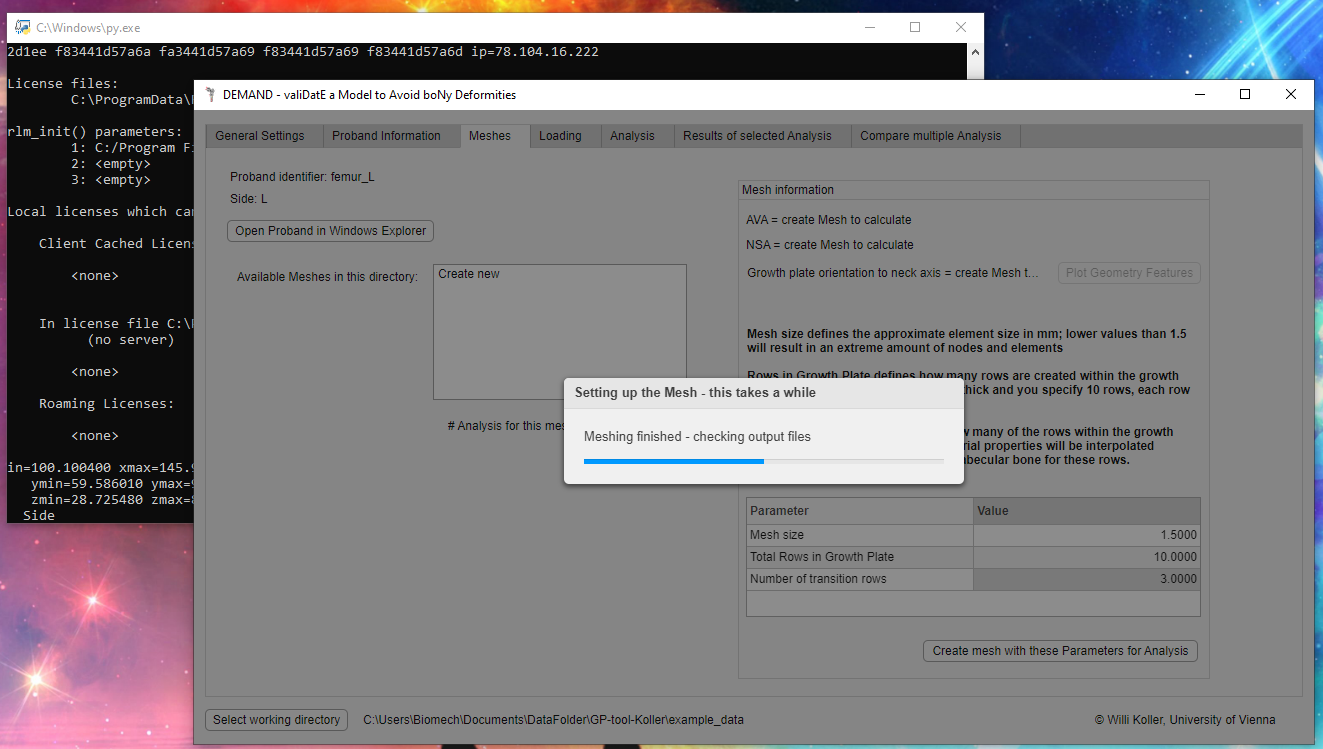 C:\Windows\py.exe
2d1ee f83441d57a6a fa3441d57a69 f83441d57a69 f83441d57a6d ip=78.104.16.222
License files:
C:\ProgramData\
rlm_init() parameters:
1: C:/Program F
2: <empty>
3: <empty>
Local licenses which can
Client Cached Licens
<none>
In license file C:\
(no server)
<none>
Roaming Licenses:
<none>
in=100.100400 xmax=145.9
ymin=59.586010 ymax=
zmin=28.725480 zmax=
Side
DEMAND - valiDatE a Model to Avoid boNy Deformities
General Settings
Proband Information
Meshes
Loading
Analysis
Results of selected Analysis
Compare multiple Analysis
Proband identifier: femur_L
Side: L
Open Proband in Windows Explorer
Available Meshes in this directory:
Create new
# Analysis for this me
Mesh information
AVA = create Mesh to calculate
NSA = create Mesh to calculate
Growth plate orientation to neck axis = create Mesh t...
Plot Geometry Features
Mesh size defines the approximate element size in mm; lower values than 1.5
will result in an extreme amount of nodes and elements
Rows in Growth Plate defines how many rows are created within the growth
thick and you specify 10 rows, each row
many of the rows within the growth
rial properties will be interpolated
abecular bone for these rows.
Setting up the Mesh - this takes a while
Meshing finished - checking output files
Parameter Value
Mesh size 1.5000
Total Rows in Growth Plate 10.0000
Number of transition rows 3.0000
Create mesh with these Parameters for Analysis
Select working directory
C:\Users\Biomech\Documents\DataFolder\GP-tool-Koller\example_data
© Willi Koller, University of Vienna